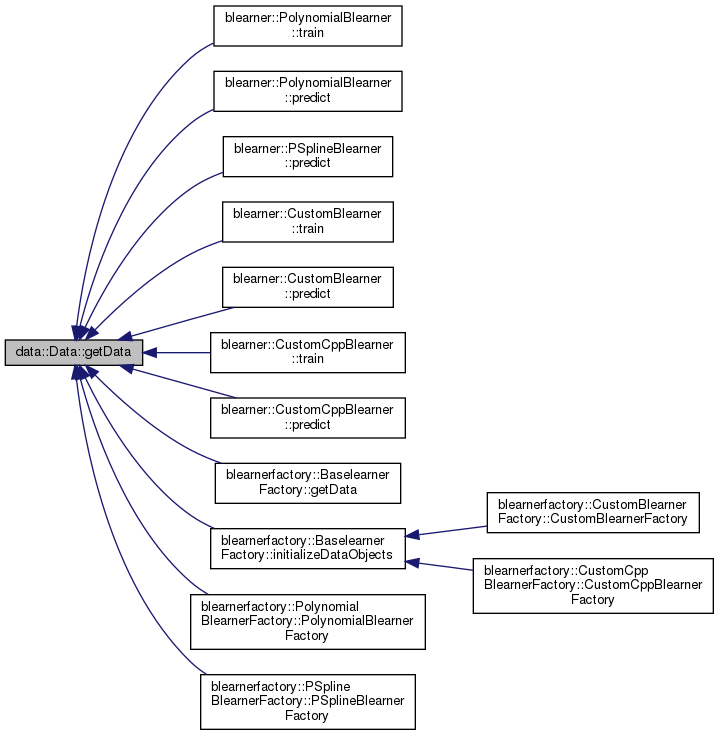 blearner::PolynomialBlearner
::train
blearner::PolynomialBlearner
::predict
blearner::PSplineBlearner
::predict
blearner::CustomBlearner
::train
blearner::CustomBlearner
::predict
data::Data::getData
blearner::CustomCppBlearner
::train
blearner::CustomCppBlearner
::predict
blearnerfactory::Baselearner
Factory::getData
blearnerfactory::Baselearner
Factory::initializeDataObjects
blearnerfactory::CustomBlearner
Factory::CustomBlearnerFactory
blearnerfactory::CustomCpp
BlearnerFactory::CustomCppBlearner
Factory
blearnerfactory::Polynomial
BlearnerFactory::PolynomialBlearner
Factory
blearnerfactory::PSpline
BlearnerFactory::PSplineBlearner
Factory